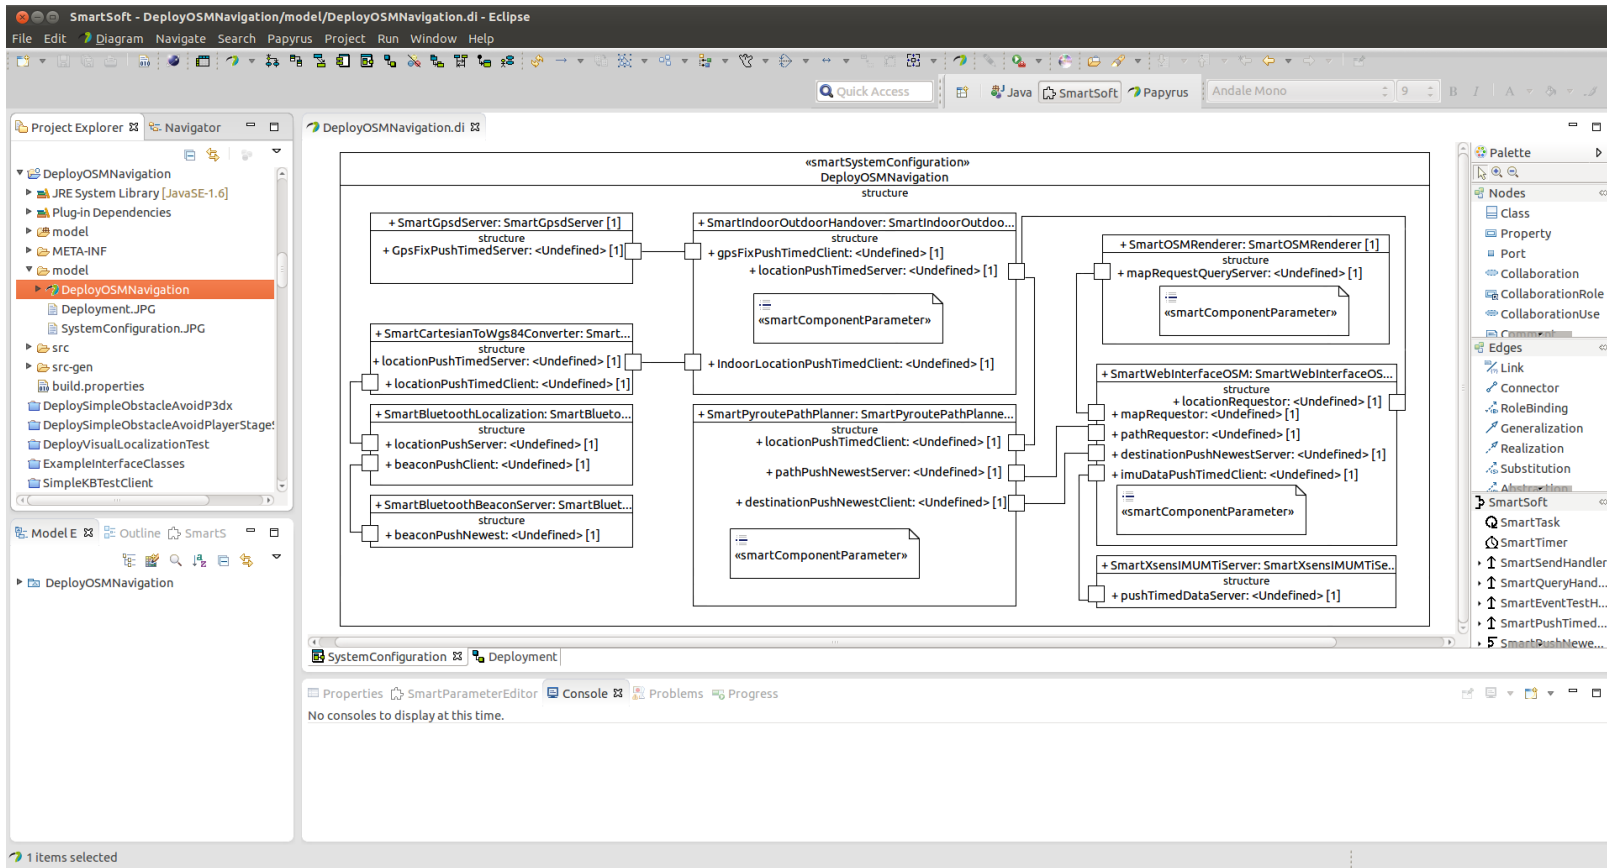 SmartSoft - DeployOSMNavigation/model/DeployOSMNavigation.di - Eclipse
File Edit Diagram Navigate Search Papyrus Project Run Window Help
Quick Access
Java
SmartSoft
Papyrus
Andale Mono
9
B I A
Project Explorer
Navigator
DeployOSMNavigation
JRE System Library [JavaSE-1.6]
Plug-in Dependencies
model
META-INF
model
DeployOSMNavigation
Deployment.JPG
SystemConfiguration.JPG
src
src-gen
build.properties
DeploySimpleObstacleAvoidP3dx
DeploySimpleObstacleAvoidPlayerStage
DeployVisualLocalizationTest
ExampleInterfaceClasses
SimpleKBTestClient
Model E
Outline
SmartS
DeployOSMNavigation
DeployOSMNavigation.di
«smartSystemConfiguration»
DeployOSMNavigation
structure
+ SmartGpsdServer: SmartGpsdServer [1]
structure
+ GpsFixPushTimedServer: <Undefined> [1]
+ SmartCartesianToWgs84Converter: Smart...
structure
+ locationPushTimedServer: <Undefined> [1]
+ locationPushTimedClient: <Undefined> [1]
+ SmartBluetoothLocalization: SmartBlueto...
structure
+ locationPushServer: <Undefined> [1]
+ beaconPushClient: <Undefined> [1]
+ SmartBluetoothBeaconServer: SmartBluet...
structure
+ beaconPushNewest: <Undefined> [1]
+ SmartIndoorOutdoorHandover: SmartIndoorOutdoo...
structure
+ gpsFixPushTimedClient: <Undefined> [1]
+ locationPushTimedServer: <Undefined> [1]
«smartComponentParameter»
+ IndoorLocationPushTimedClient: <Undefined> [1]
+ SmartPyroutePathPlanner: SmartPyroutePathPlanne...
structure
+ locationPushTimedClient: <Undefined> [1]
+ pathPushNewestServer: <Undefined> [1]
+ destinationPushNewestClient: <Undefined> [1]
«smartComponentParameter»
+ SmartOSMRenderer: SmartOSMRenderer [1]
structure
+ mapRequestQueryServer: <Undefined> [1]
«smartComponentParameter»
+ SmartWebInterfaceOSM: SmartWebInterfaceOS...
structure
+ locationRequestor: <Undefined> [1]
+ mapRequestor: <Undefined> [1]
+ pathRequestor: <Undefined> [1]
+ destinationPushNewestServer: <Undefined> [1]
+ imuDataPushTimedClient: <Undefined> [1]
«smartComponentParameter»
+ SmartXsensIMUMTiServer: SmartXsensIMUMTiSe..
structure
+ pushTimedDataServer: <Undefined> [1]
Palette
Nodes
Class
Property
Port
Collaboration
CollaborationRole
CollaborationUse
Comment
Edges
Link
Connector
RoleBinding
Generalization
Realization
Substitution
Abstraction
SmartSoft
SmartTask
SmartTimer
SmartSendHandler
SmartQueryHand...
SmartEventTestH...
SmartPushTimed...
SmartPushNewe...
SystemConfiguration
Deployment
Properties
SmartParameterEditor
Console
Problems
Progress
No consoles to display at this time.
1 items selected